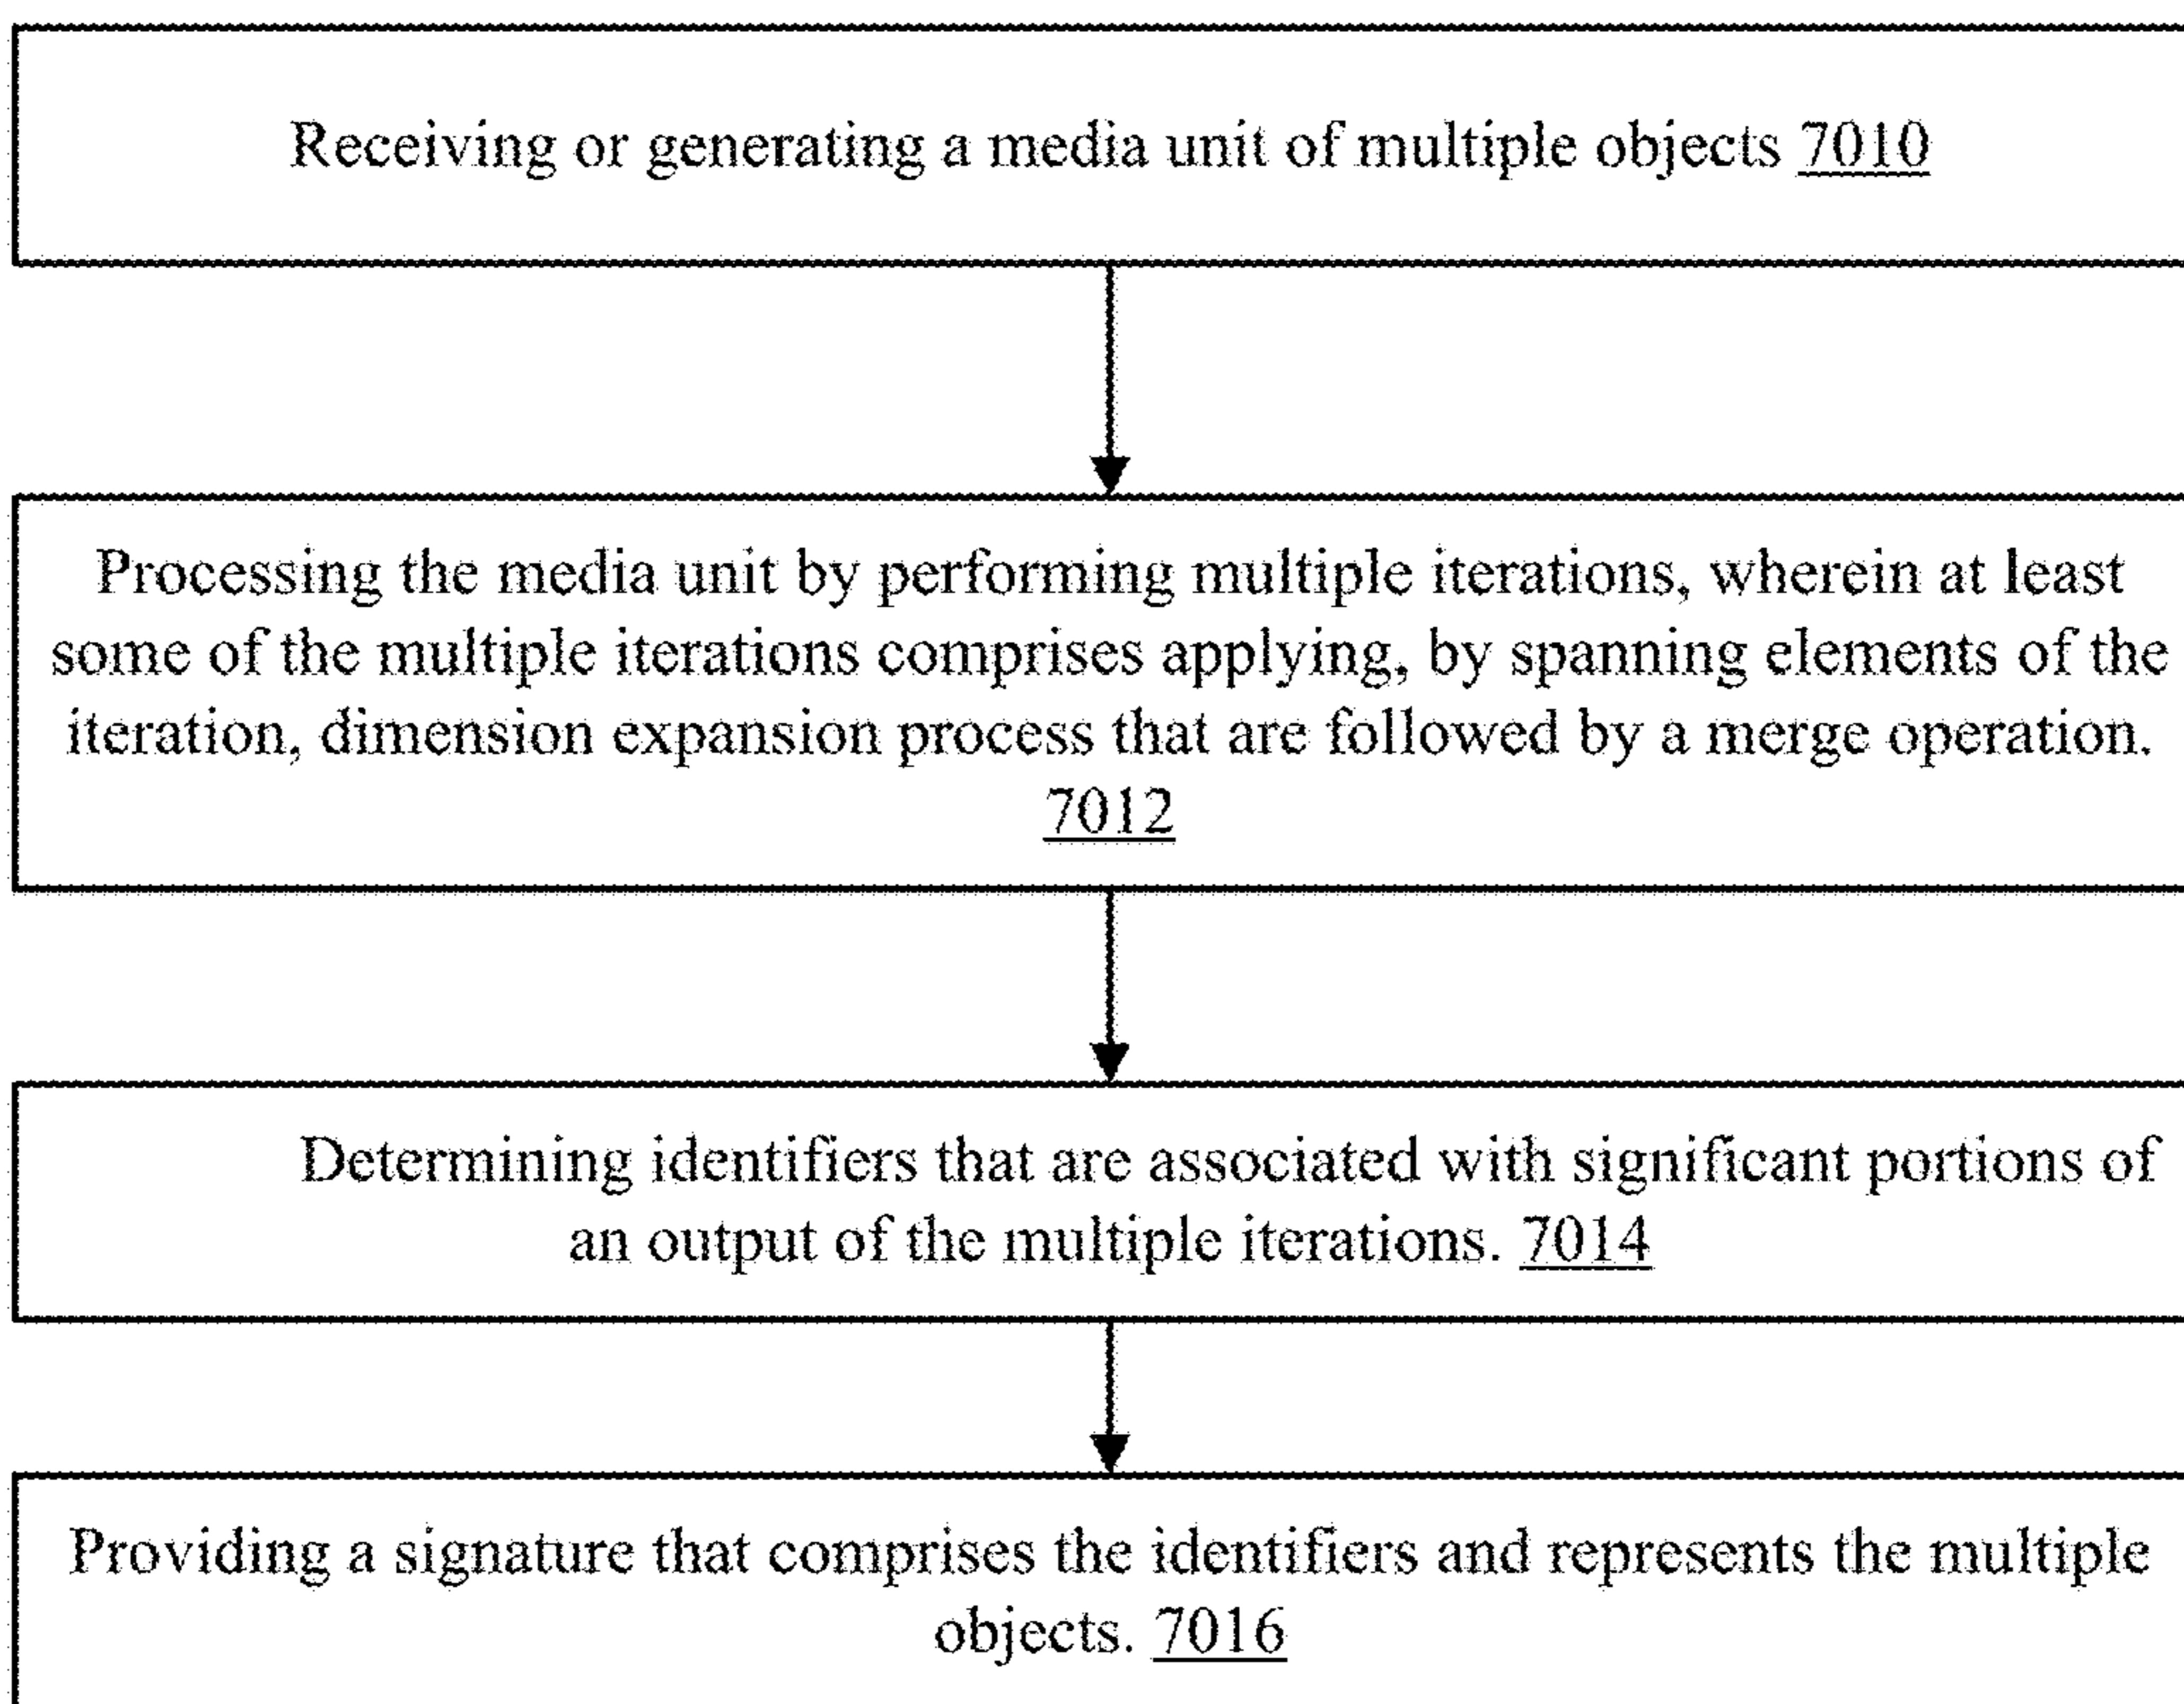 Receiving or generating a media unit of multiple objects 7010
Processing the media unit by performing multiple iterations, wherein at least
some of the multiple iterations comprises applying, by spanning elements of the
iteration, dimension expansion process that are followed by a merge operation.
7012
Determining identifiers that are associated with significant portions of
an output of the multiple iterations. 7014
Providing a signature that comprises the identifiers and represents the multiple
objects. 7016